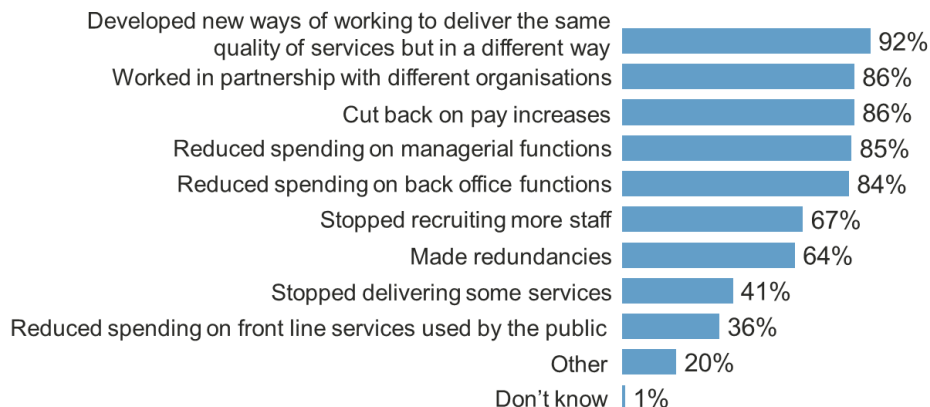 Developed new ways of working to deliver the same
quality of services but in a different way 92%
Worked in partnership with different organisations 86%
Cut back on pay increases 86%
Reduced spending on managerial functions 85%
Reduced spending on back office functions 84%
Stopped recruiting more staff 67%
Made redundancies 64%
Stopped delivering some services 41%
Reduced spending on front line services used by the public 36%
Other 20%
Don’t know 1%